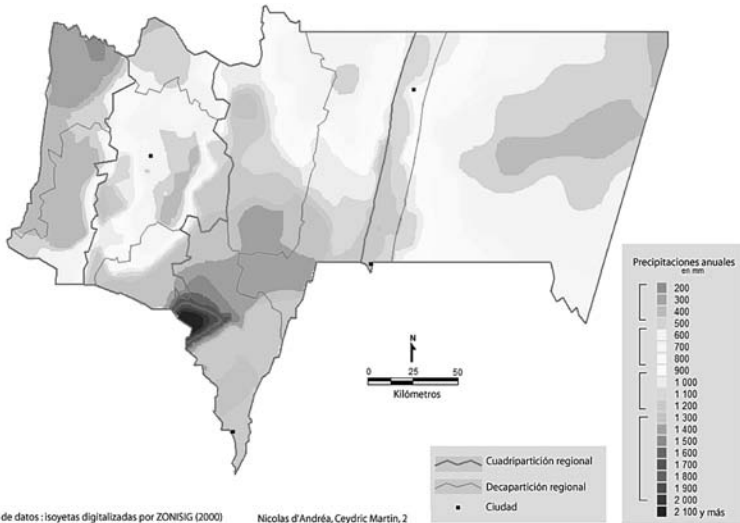 N
0 25 50
Kilómetros
Precipitaciones anuales
en mm
200
300
400
500
600
700
800
900
1 000
1 100
1 200
1 300
1 400
1 500
1 600
1 700
1 800
1 900
2 000
2 100 y más
Cuadripartición regional
Decapartición regional
Ciudad
de datos : isoyetas digitalizadas por ZONISIG (2000)
Nicolas d'Andréa, Ceydric Martin, 2